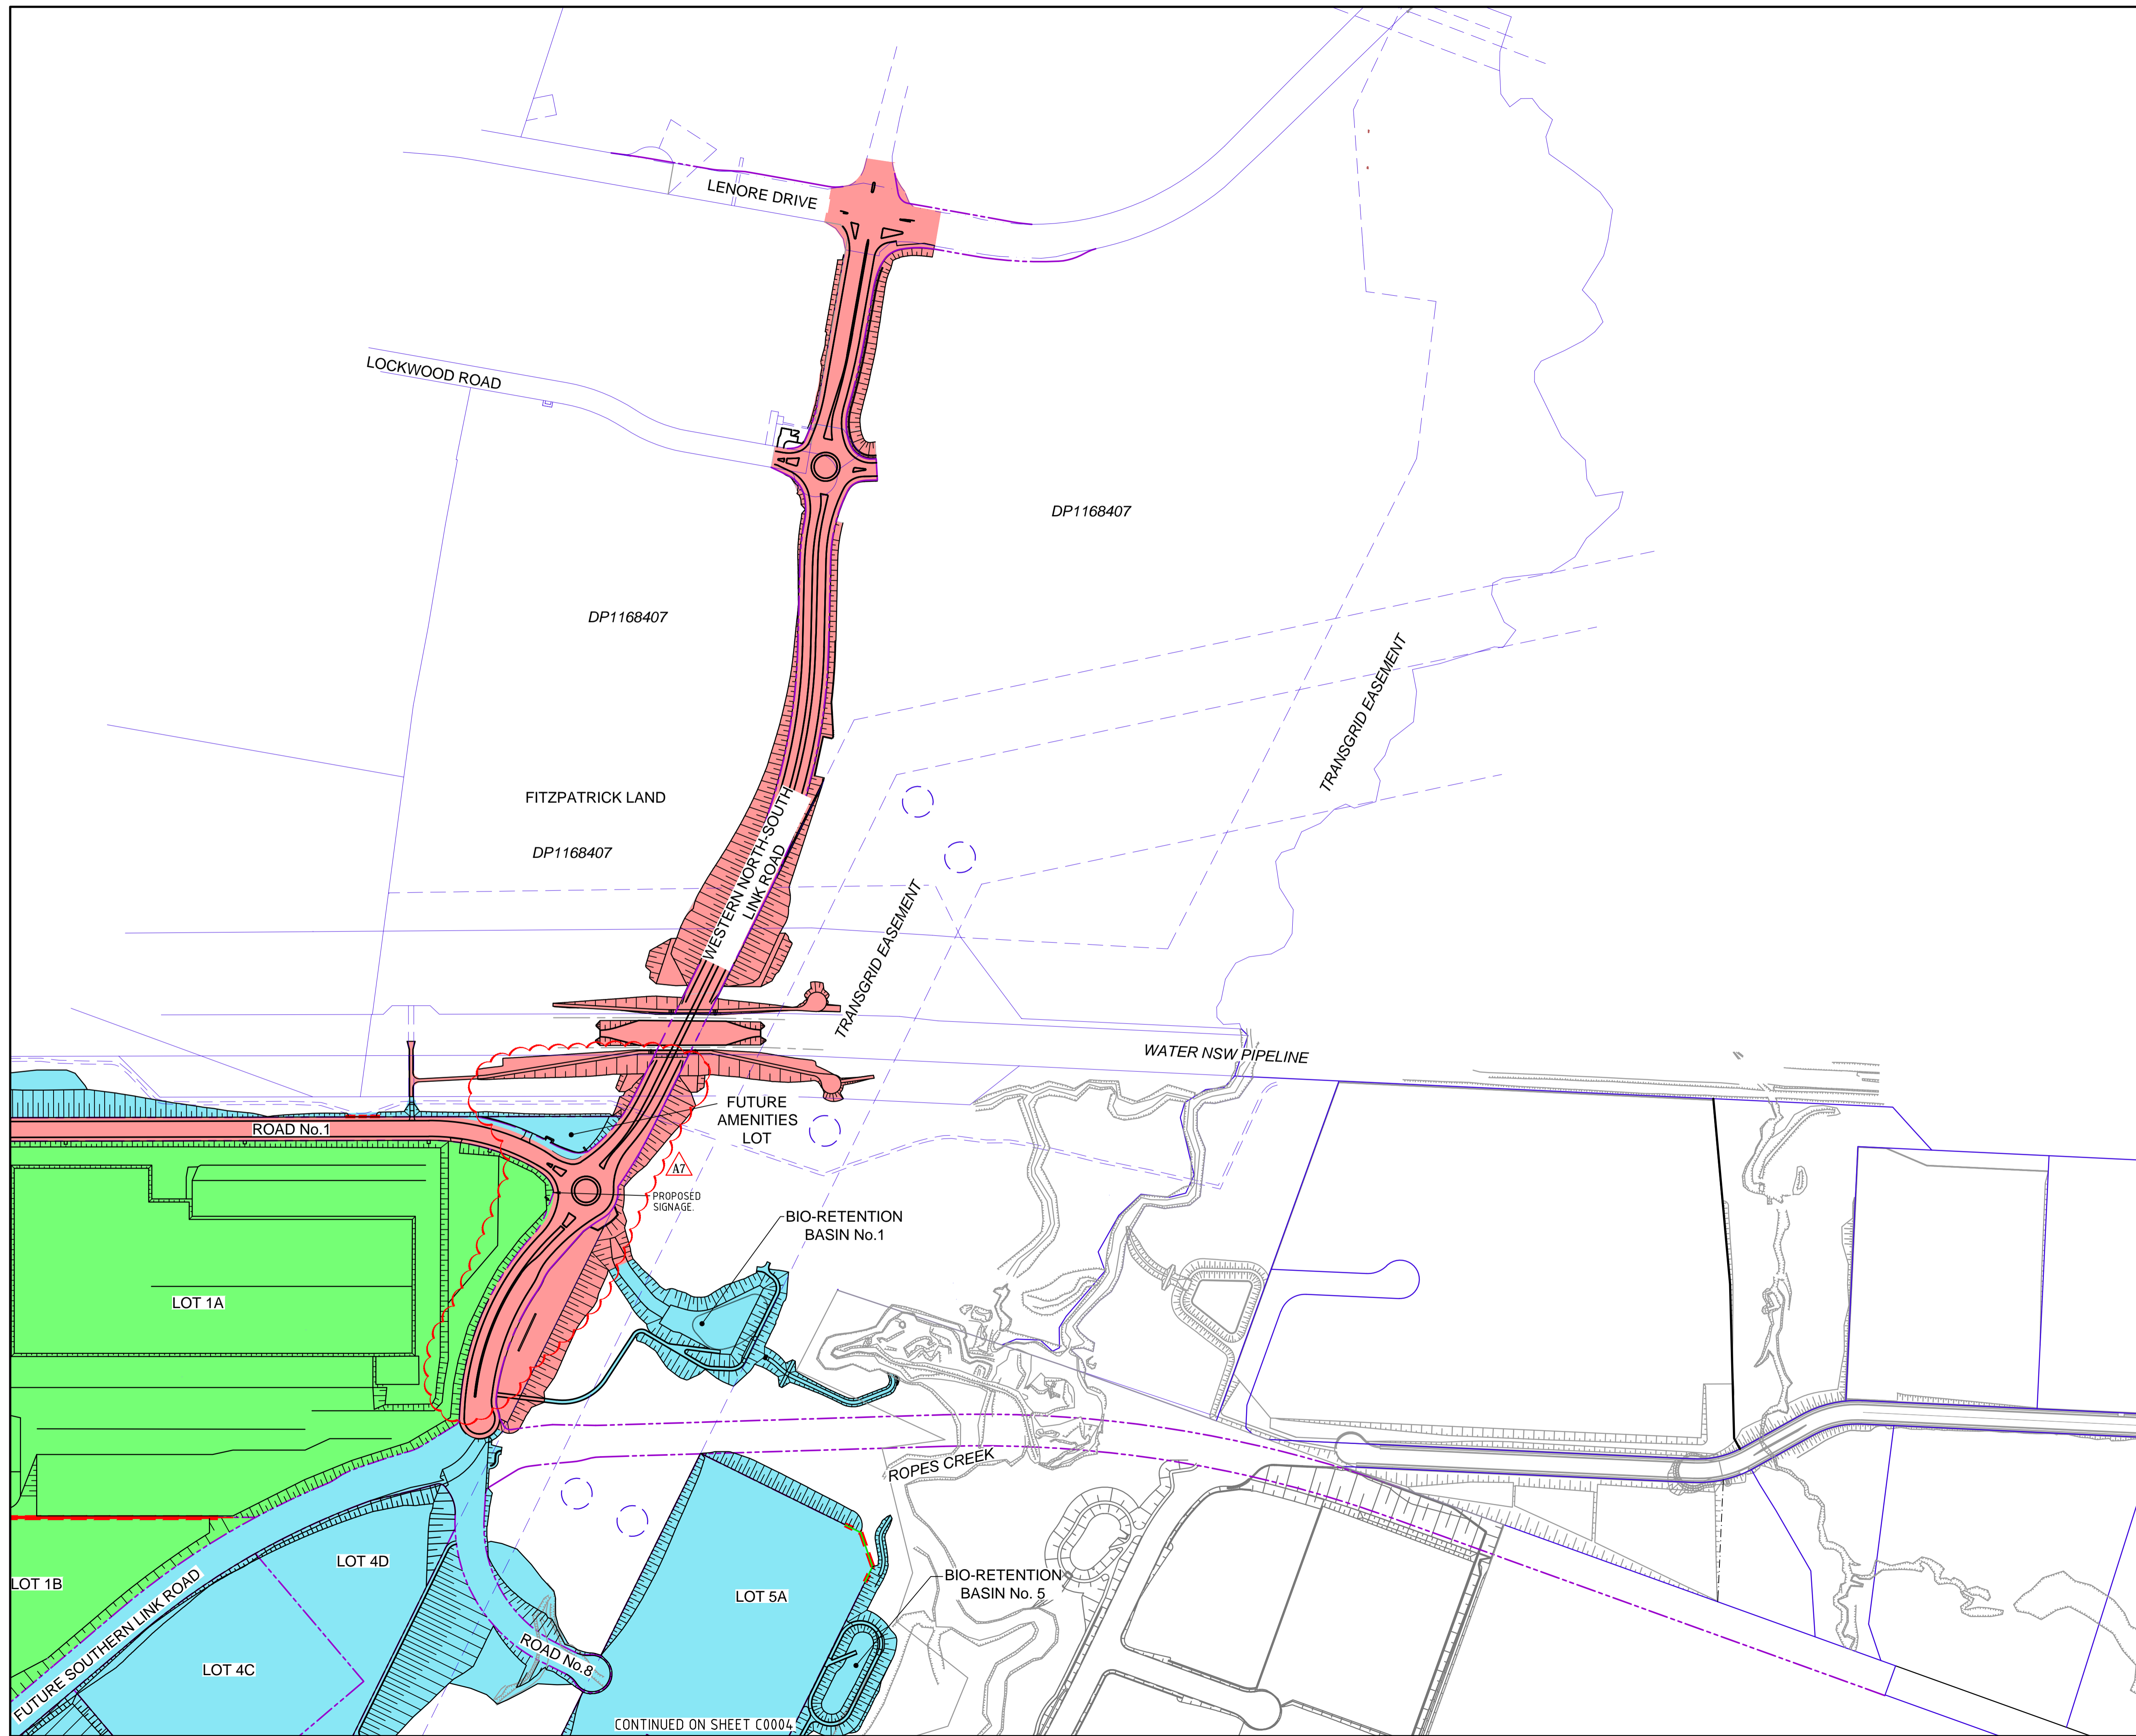 LENORE DRIVE
LOCKWOOD ROAD
DP1168407
DP1168407
TRANSGRID EASEMENT
FITZPATRICK LAND
DP1168407
WESTERN NORTH-SOUTH
LINK ROAD
TRANSGRID EASEMENT
WATER NSW PIPELINE
FUTURE
AMENITIES
LOT
ROAD No.1
A7
PROPOSED
SIGNAGE.
BIO-RETENTION
BASIN No.1
LOT 1A
ROPES CREEK
LOT 4D
LOT 1B
BIO-RETENTION
BASIN No. 5
LOT 5A
FUTURE SOUTHERN LINK ROAD
ROAD No.8
LOT 4C
CONTINUED ON SHEET C0004